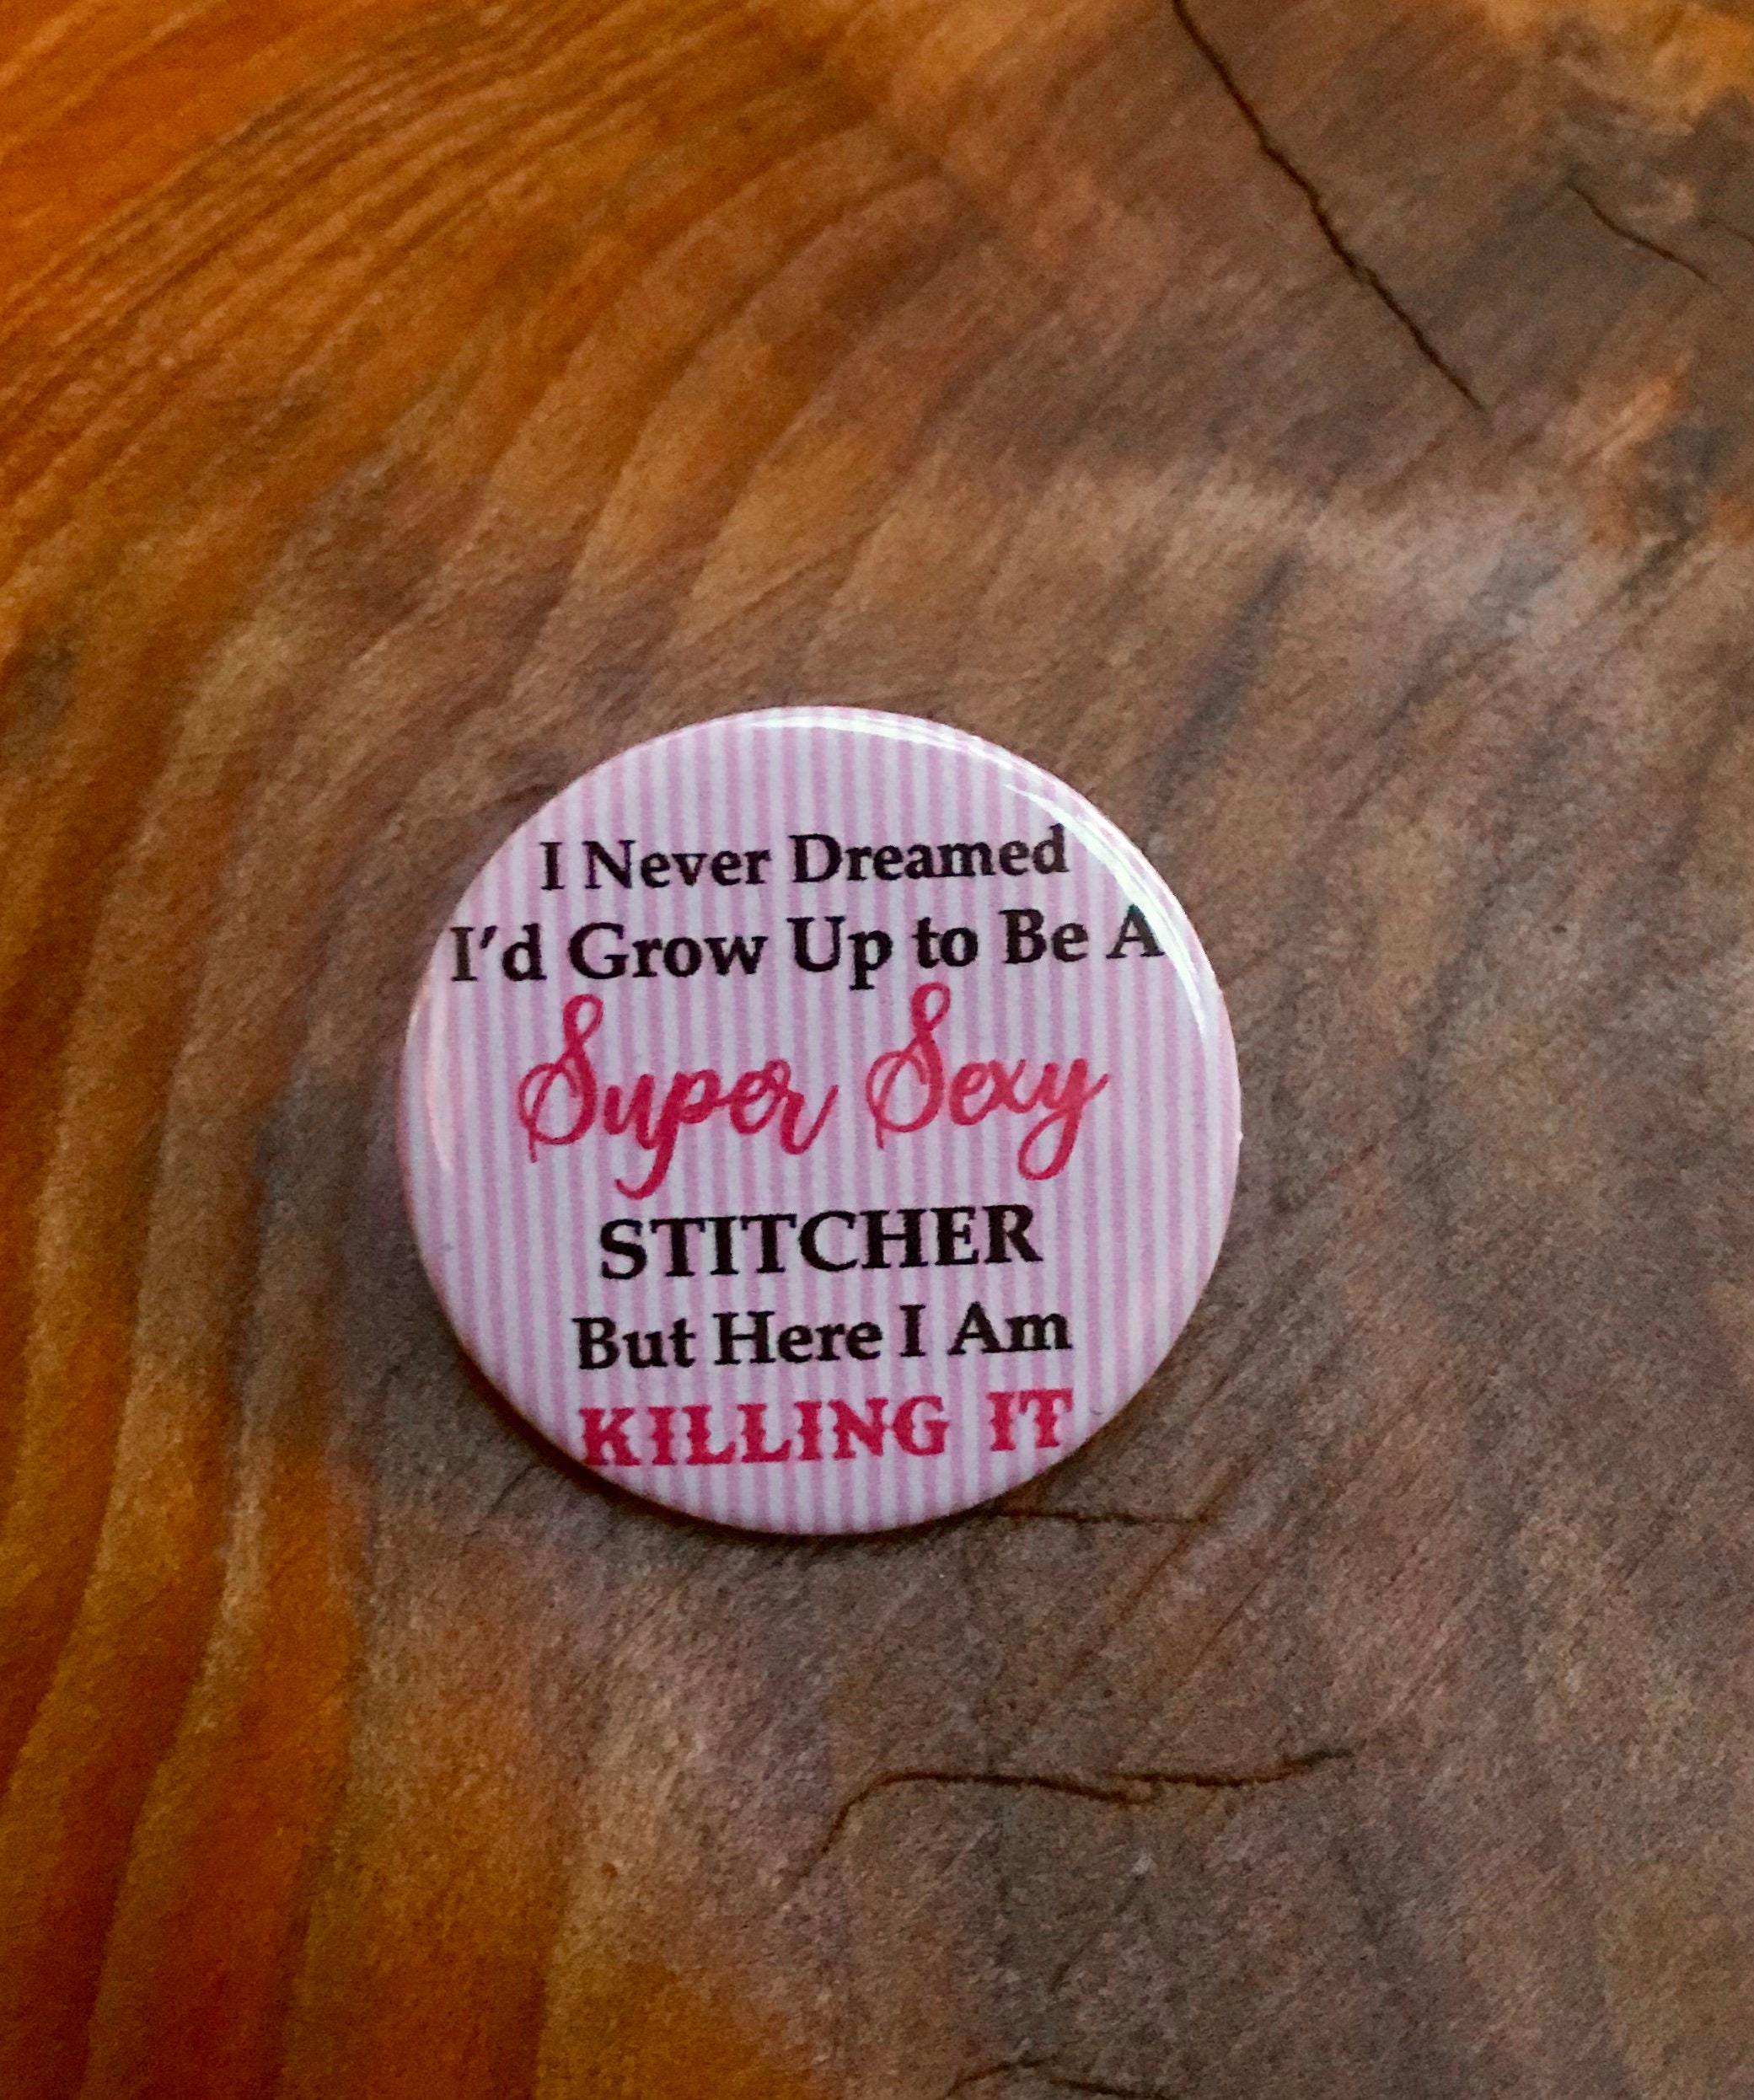 I Never Dreamed
I'd Grow Up to Be A
Super Sexy
STITCHER
But Here I Am
KILLING IT